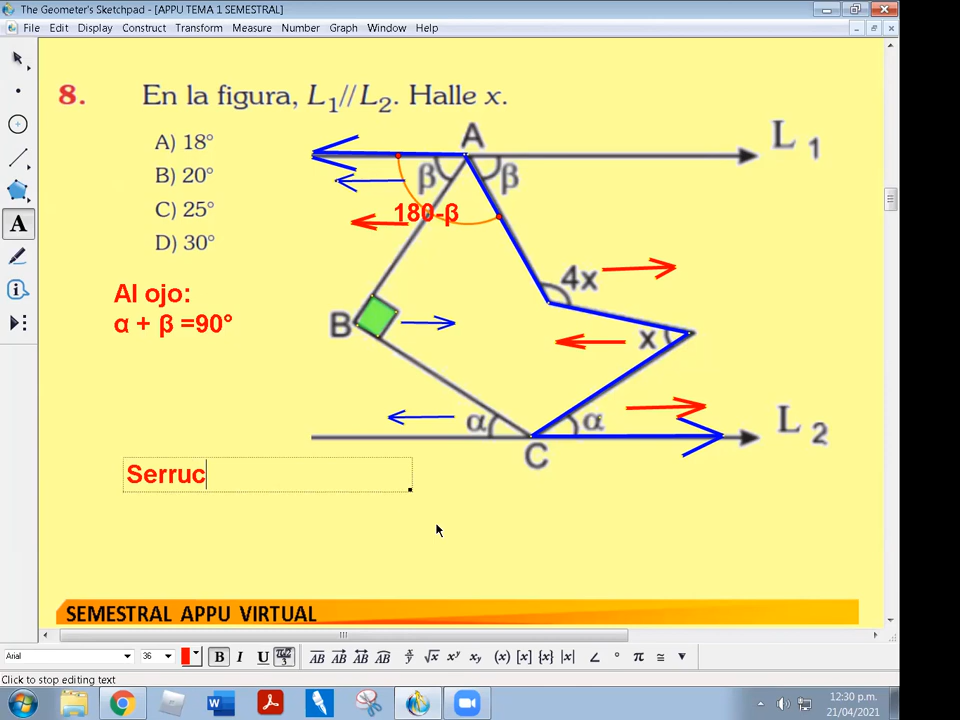 The Geometer's Sketchpad - [APPU TEMA 1 SEMESTRAL]
File Edit Display Construct Transform Measure Number Graph Window Help
8. En la figura, L1//L2. Halle x.
A) 18°
B) 20°
C) 25°
D) 30°
A
L 1
β β
180-β
4x
Al ojo:
α + β =90°
B
x
α α
L 2
C
Serruc
SEMESTRAL APPU VIRTUAL
Arial 36 B I U
Click to stop editing text
12:30 p.m.
21/04/2021